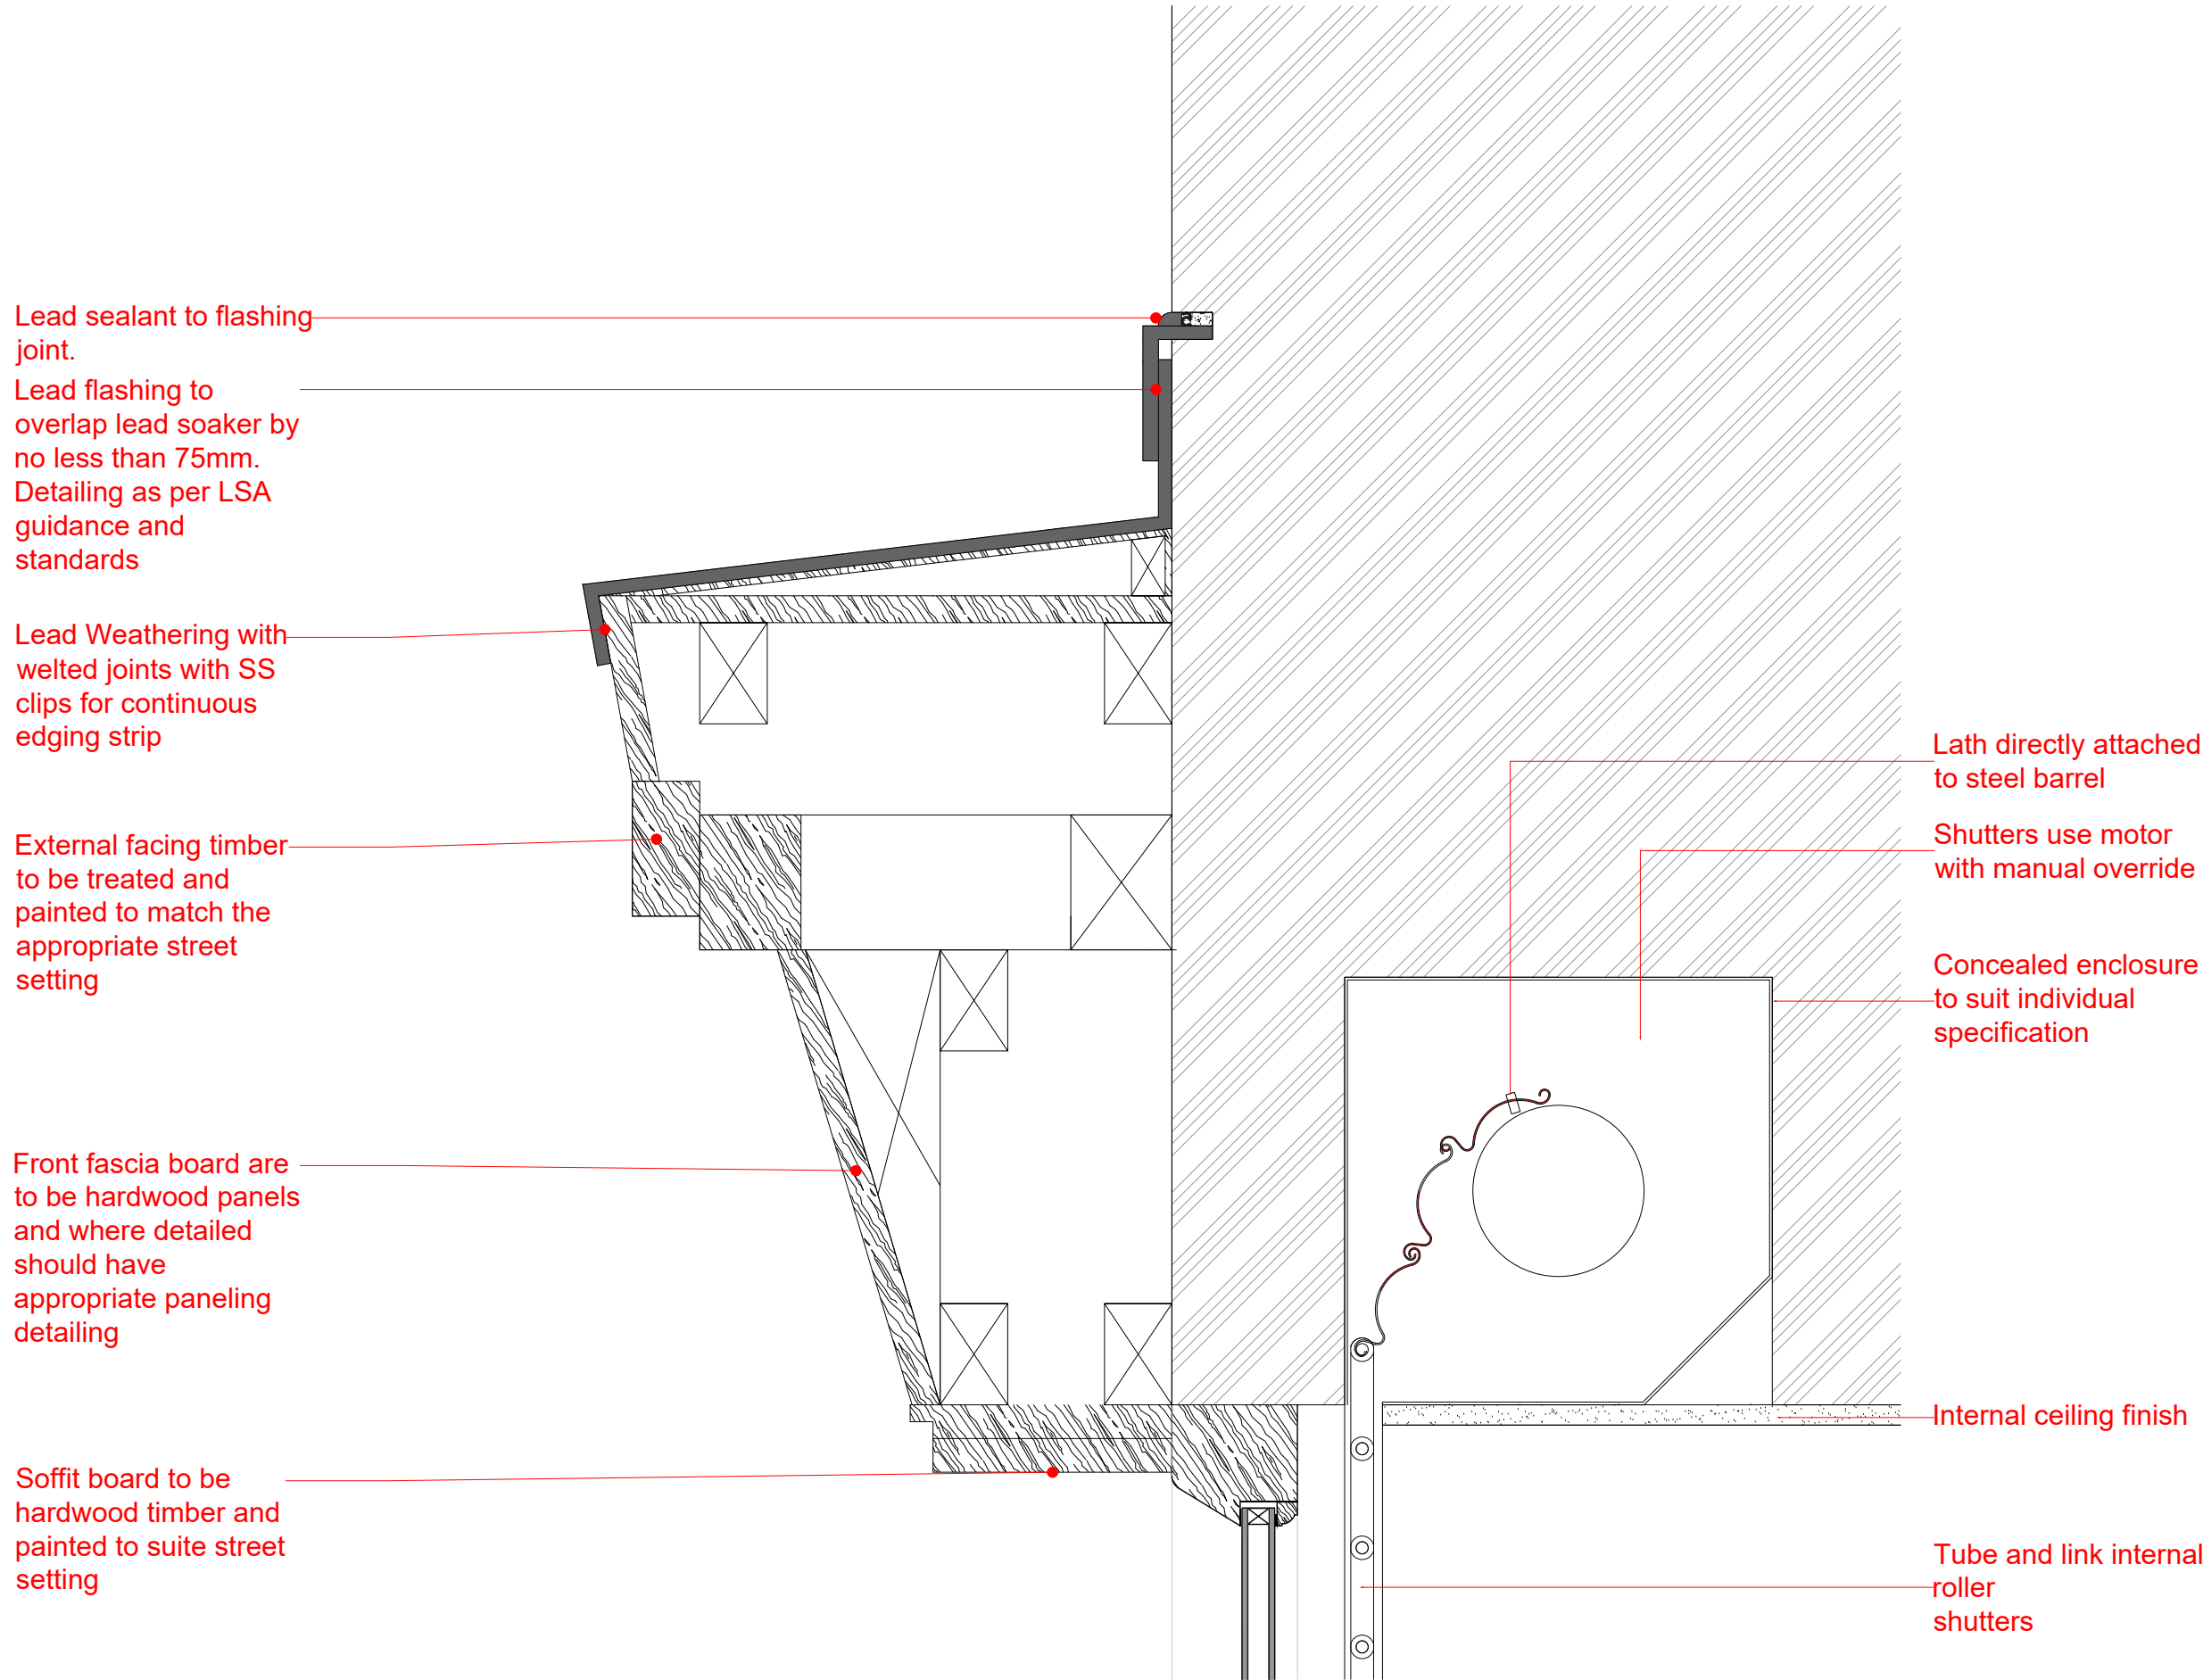 Lead sealant to flashing
joint.
Lead flashing to
overlap lead soaker by
no less than 75mm.
Detailing as per LSA
guidance and
standards
Lead Weathering with
welted joints with SS
clips for continuous
edging strip
External facing timber
to be treated and
painted to match the
appropriate street
setting
Front fascia board are
to be hardwood panels
and where detailed
should have
appropriate paneling
detailing
Soffit board to be
hardwood timber and
painted to suite street
setting
Lath directly attached
to steel barrel
Shutters use motor
with manual override
Concealed enclosure
to suit individual
specification
Internal ceiling finish
Tube and link internal
roller
shutters